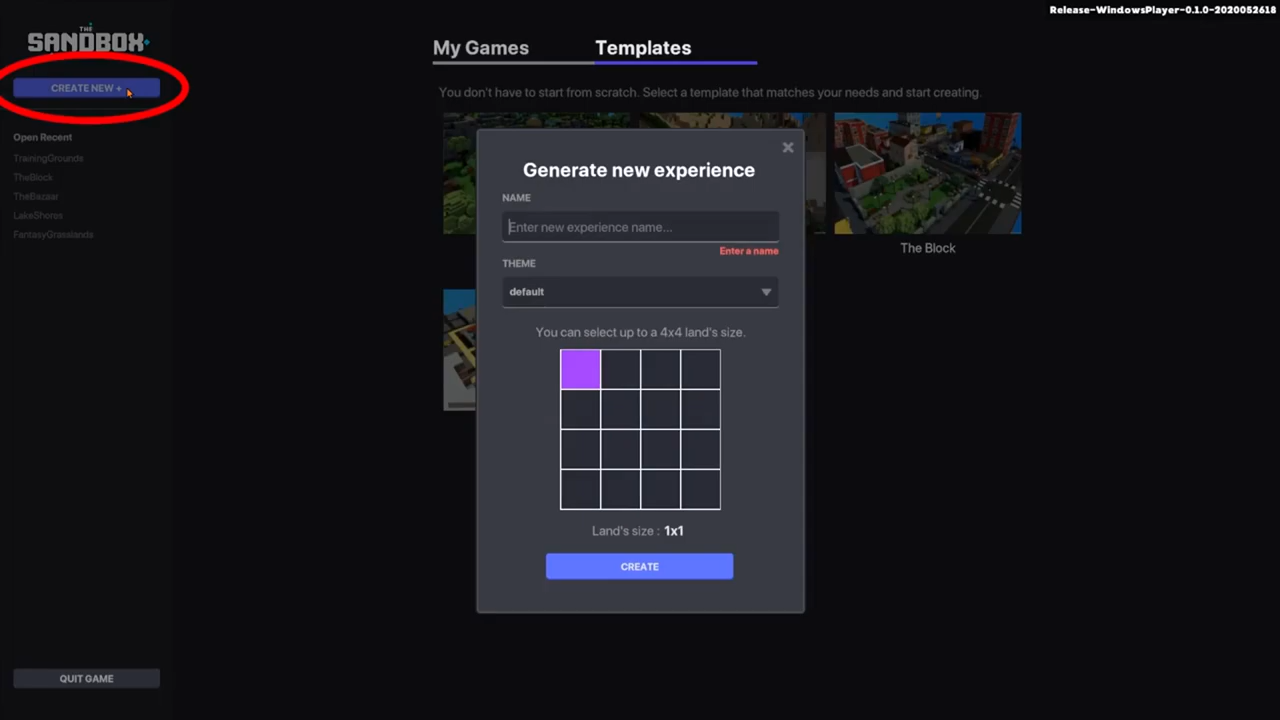 Release-WindowsPlayer-0.1.0-2020052618
THE
SANDBOX
CREATE NEW +
Open Recent
TrainingGrounds
TheBlock
TheBazaar
LakeShores
FantasyGrasslands
QUIT GAME
My Games
Templates
You don't have to start from scratch. Select a template that matches your needs and start creating.
The Block
Generate new experience
NAME
Enter new experience name...
Enter a name
THEME
default
You can select up to a 4x4 land's size.
Land's size : 1x1
CREATE